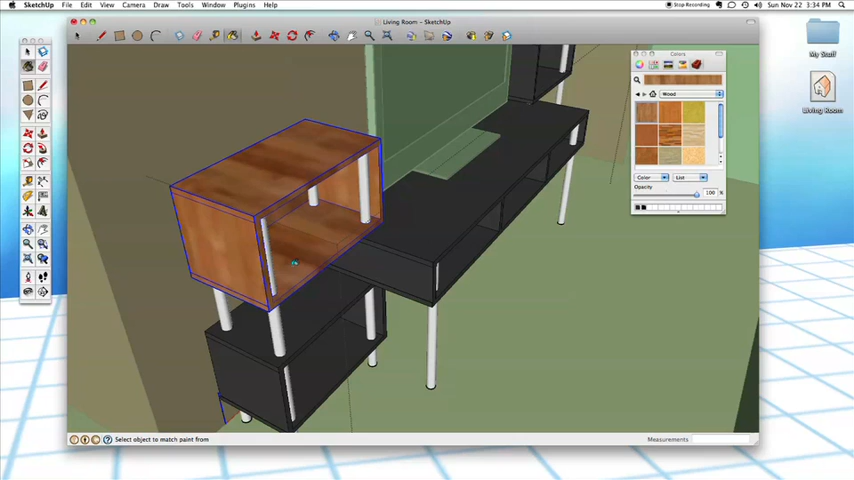 SketchUp File Edit View Camera Draw Tools Window Plugins Help
Stop Recording
Sun Nov 22 3:34 PM
Living Room – SketchUp
Colors
Wood
Color
List
Opacity
100 %
My Stuff
Living Room
Select object to match paint from
Measurements